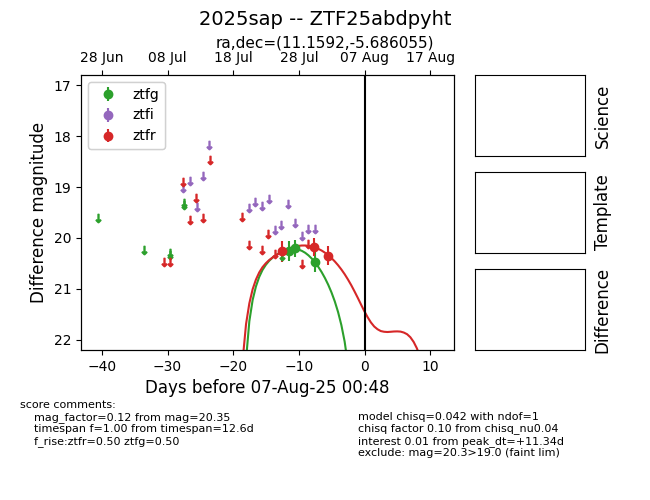 2025sap -- ZTF25abdpyht
ra,dec=(11.1592,-5.686055)
28 Jun 08 Jul 18 Jul 28 Jul 07 Aug 17 Aug
ztfg
ztfi
ztfr
17
18
19
20
21
22
Difference magnitude
−40 −30 −20 −10 0 10
Days before 07-Aug-25 00:48
Science
Template
Difference
score comments:
mag_factor=0.12 from mag=20.35
timespan f=1.00 from timespan=12.6d
f_rise:ztfr=0.50 ztfg=0.50
model chisq=0.042 with ndof=1
chisq factor 0.10 from chisq_nu0.04
interest 0.01 from peak_dt=+11.34d
exclude: mag=20.3>19.0 (faint lim)